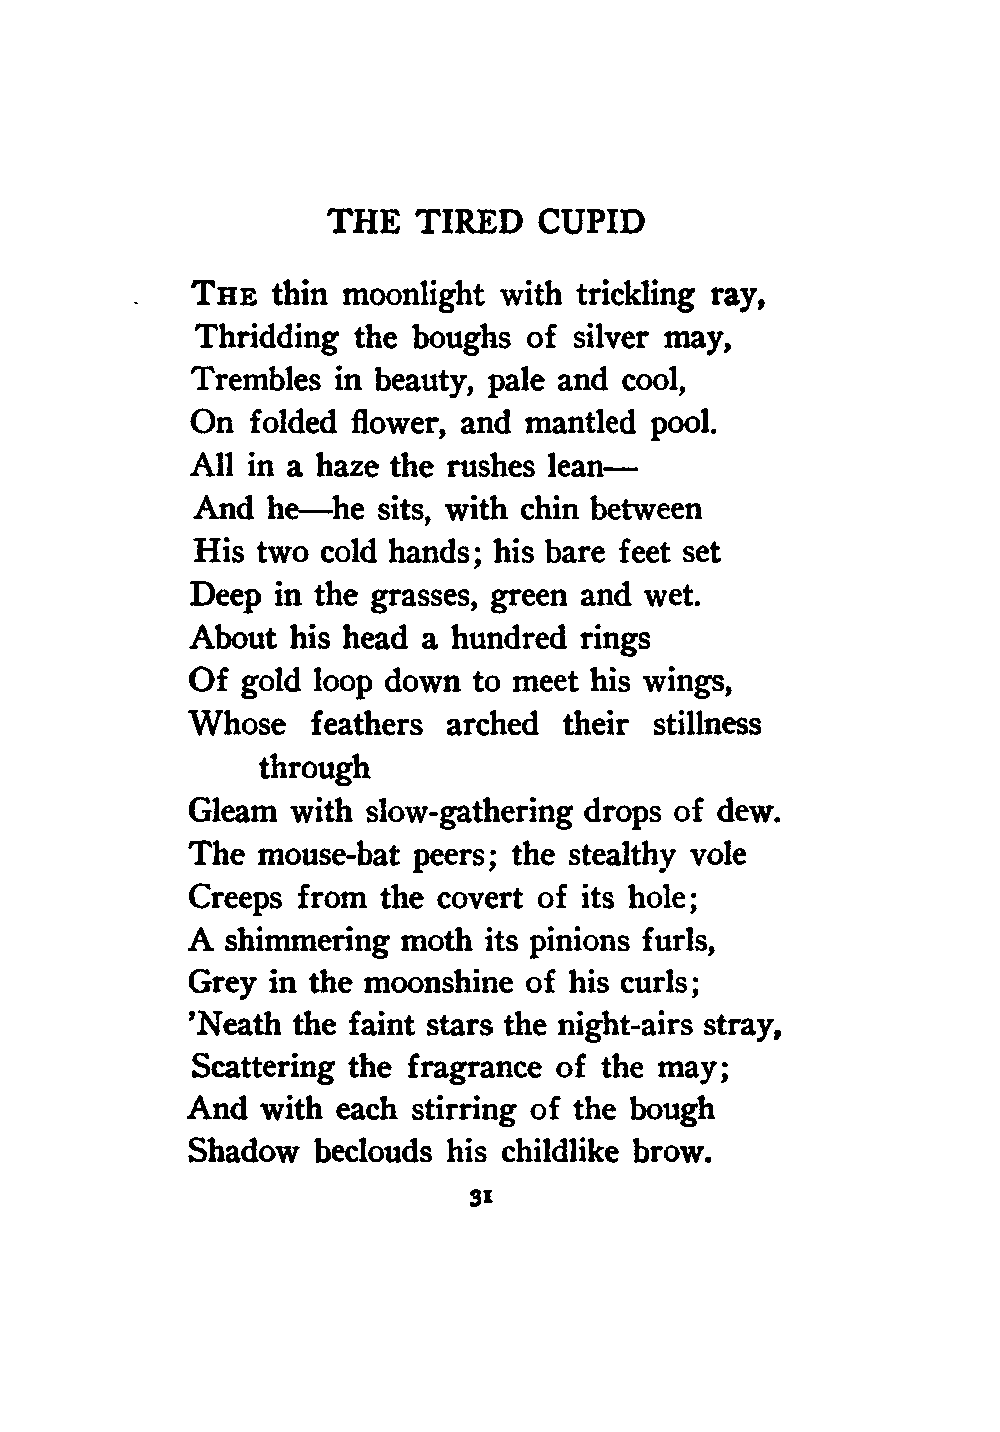 THE TIRED CUPID
THE thin moonlight with trickling ray,
Thridding the boughs of silver may,
Trembles in beauty, pale and cool,
On folded flower, and mantled pool.
All in a haze the rushes lean—
And he—he sits, with chin between
His two cold hands; his bare feet set
Deep in the grasses, green and wet.
About his head a hundred rings
Of gold loop down to meet his wings,
Whose feathers arched their stillness
through
Gleam with slow-gathering drops of dew.
The mouse-bat peers; the stealthy vole
Creeps from the covert of its hole;
A shimmering moth its pinions furls,
Grey in the moonshine of his curls;
’Neath the faint stars the night-airs stray,
Scattering the fragrance of the may;
And with each stirring of the bough
Shadow beclouds his childlike brow.
31